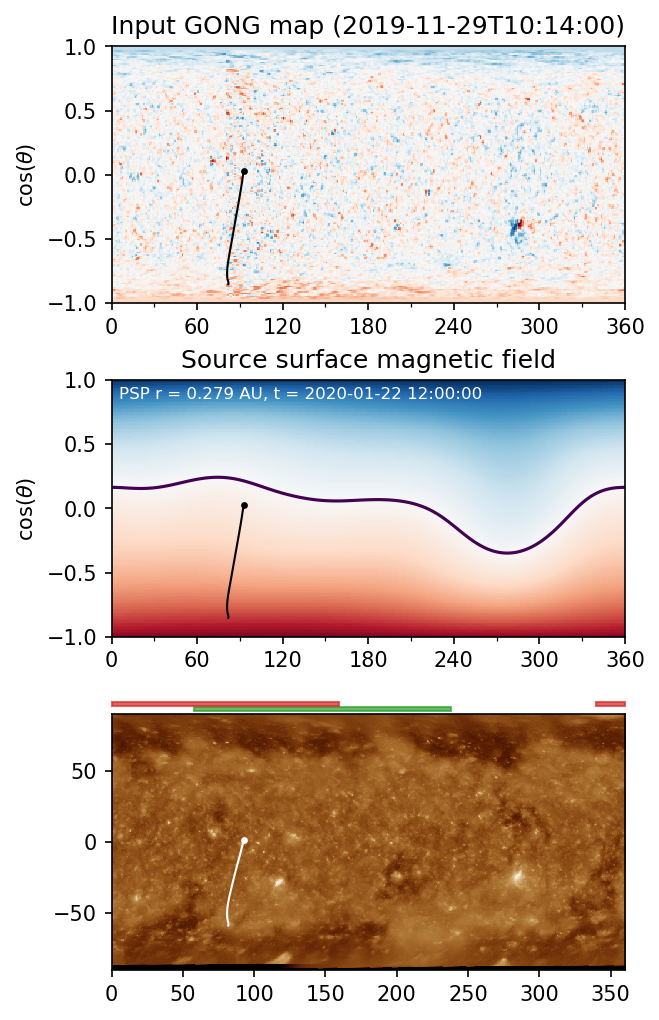 Input GONG map (2019-11-29T10:14:00)
1.0
0.5
0.0
−0.5
−1.0
cos(θ)
0 60 120 180 240 300 360
Source surface magnetic field
PSP r = 0.279 AU, t = 2020-01-22 12:00:00
1.0
0.5
0.0
−0.5
−1.0
cos(θ)
0 60 120 180 240 300 360
50
0
−50
0 50 100 150 200 250 300 350